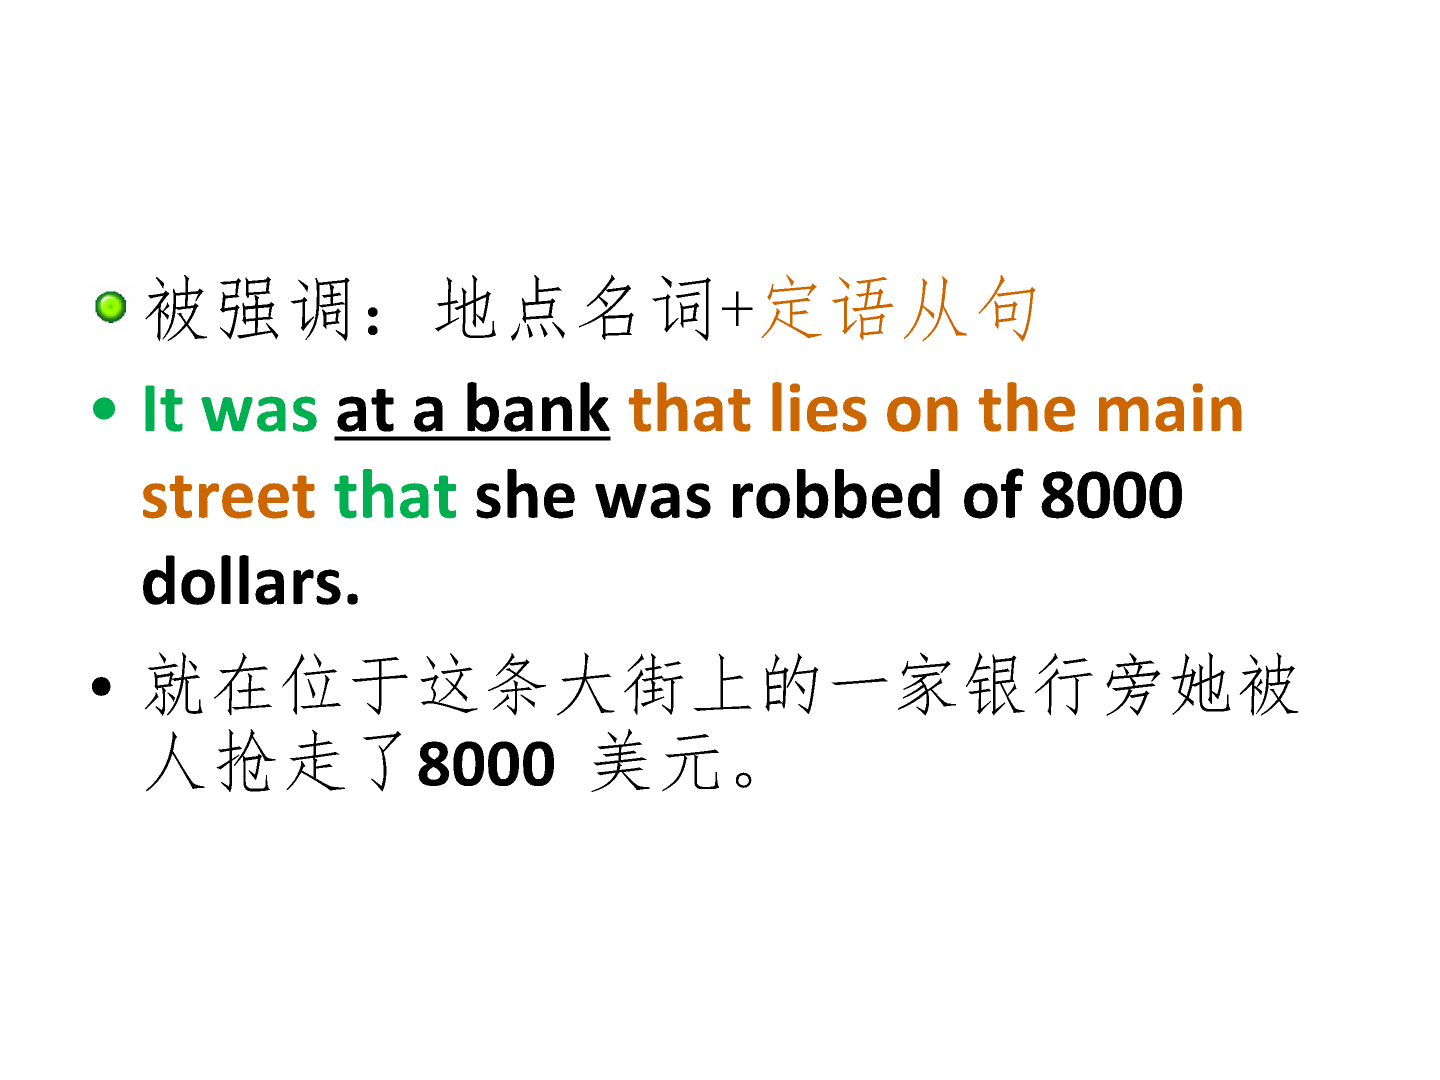 被强调：地点名词+定语从句
• It was at a bank that lies on the main
street that she was robbed of 8000
dollars.
• 就在位于这条大街上的一家银行旁她被
人抢走了8000 美元。